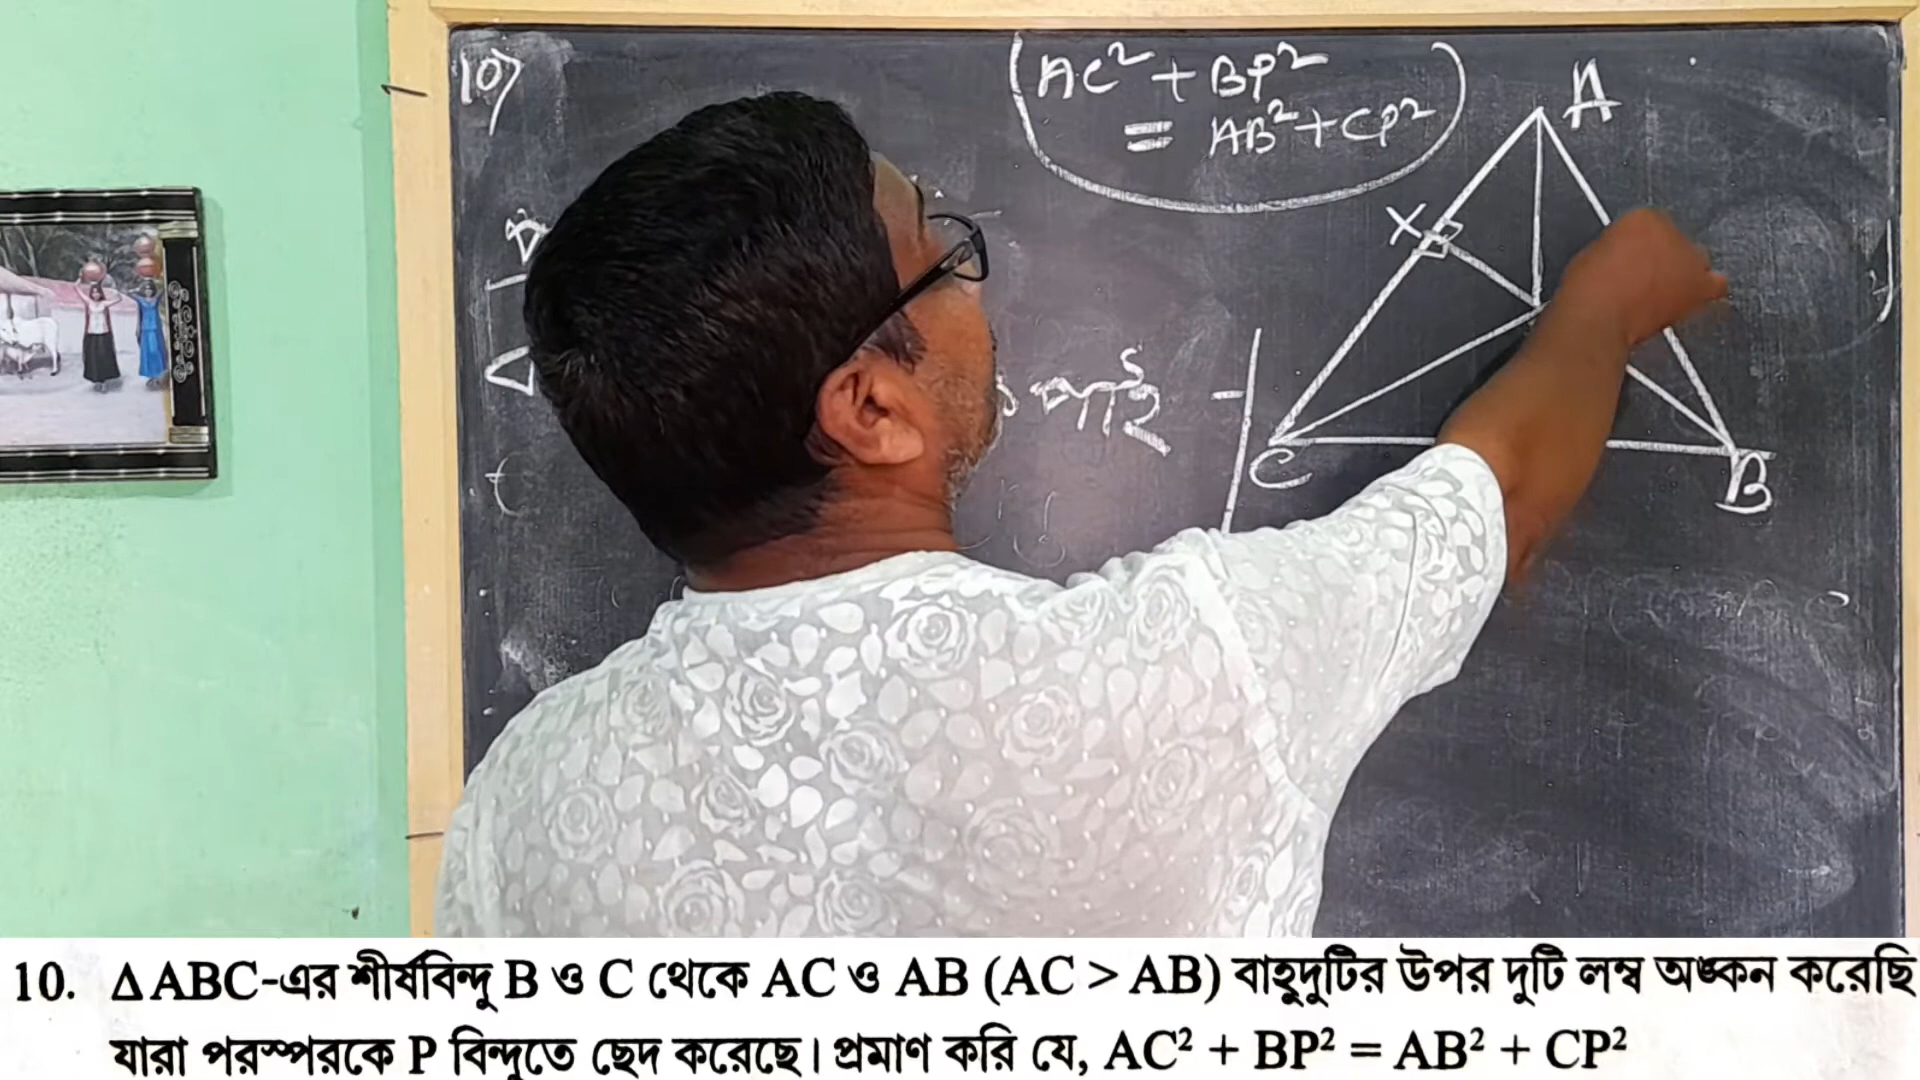 10)
AC² + BP²
= AB² + CP²
A
X
পাই
C
B
10. Δ ABC-এর শীর্ষবিন্দু B ও C থেকে AC ও AB (AC > AB) বাহুদুটির উপর দুটি লম্ব অঙ্কন করেছি
যারা পরস্পরকে P বিন্দুতে ছেদ করেছে। প্রমাণ করি যে, AC² + BP² = AB² + CP²